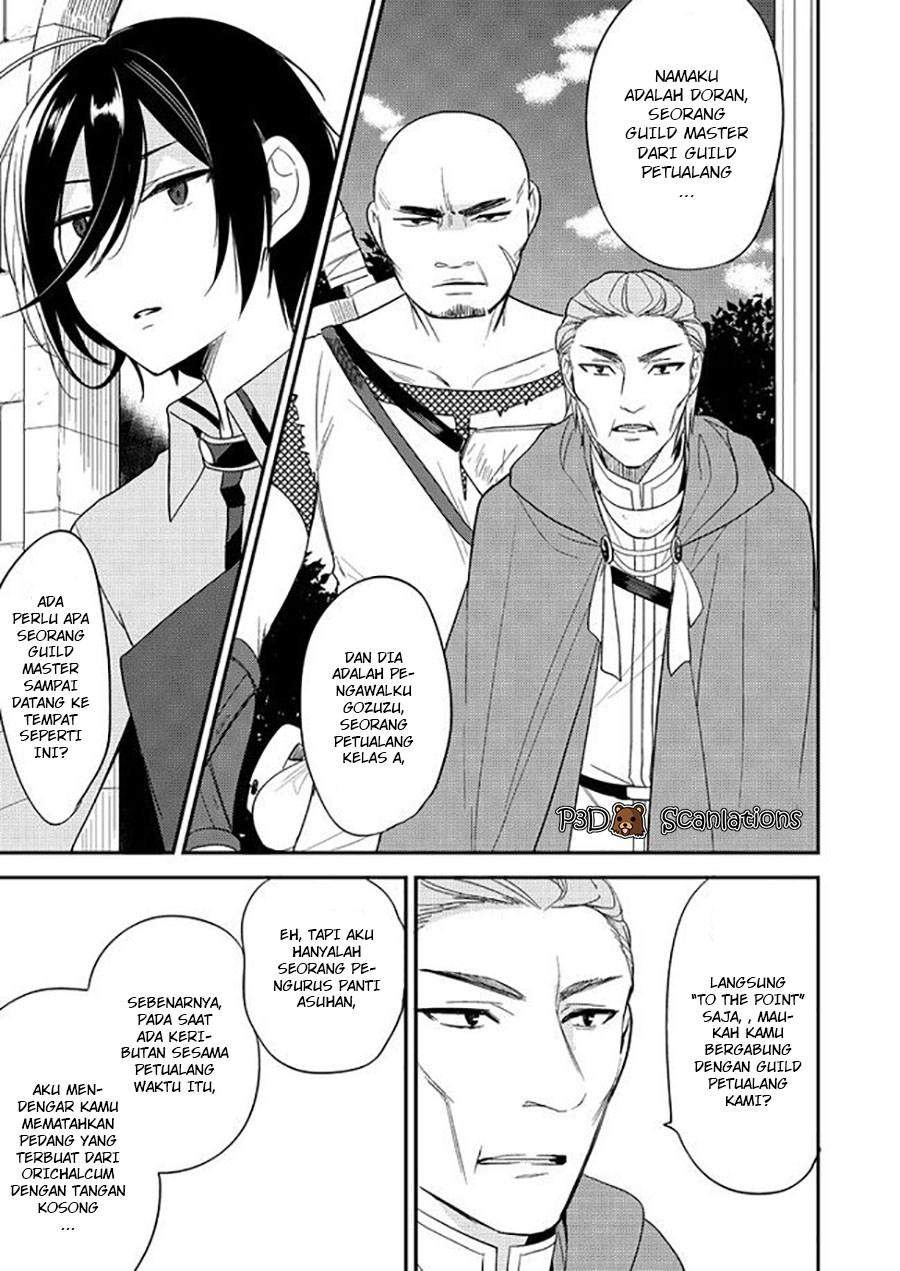 NAMAKU
ADALAH DORAN,
SEORANG
GUILD MASTER
DARI GUILD
PETUALANG
...
DAN DIA
ADALAH PE-
NGAWALKU
GOZUZU,
SEORANG
PETUALANG
KELAS A,
ADA
PERLU APA
SEORANG
GUILD
MASTER
SAMPAI
DATANG KE
TEMPAT
SEPERTI
INI?
P3D Scanlations
LANGSUNG
"TO THE POINT"
SAJA, , MAU-
KAH KAMU
BERGABUNG
DENGAN GUILD
PETUALANG
KAMI?
EH, TAPI AKU
HANYALAH
SEORANG PE-
NGURUS PANTI
ASUHAN,
SEBENARNYA,
PADA SAAT
ADA KERI-
BUTAN SESAMA
PETUALANG
WAKTU ITU,
AKU MEN-
DENGAR KAMU
MEMATAHKAN
PEDANG YANG
TERBUAT DARI
ORICHALCUM
DENGAN TANGAN
KOSONG
...